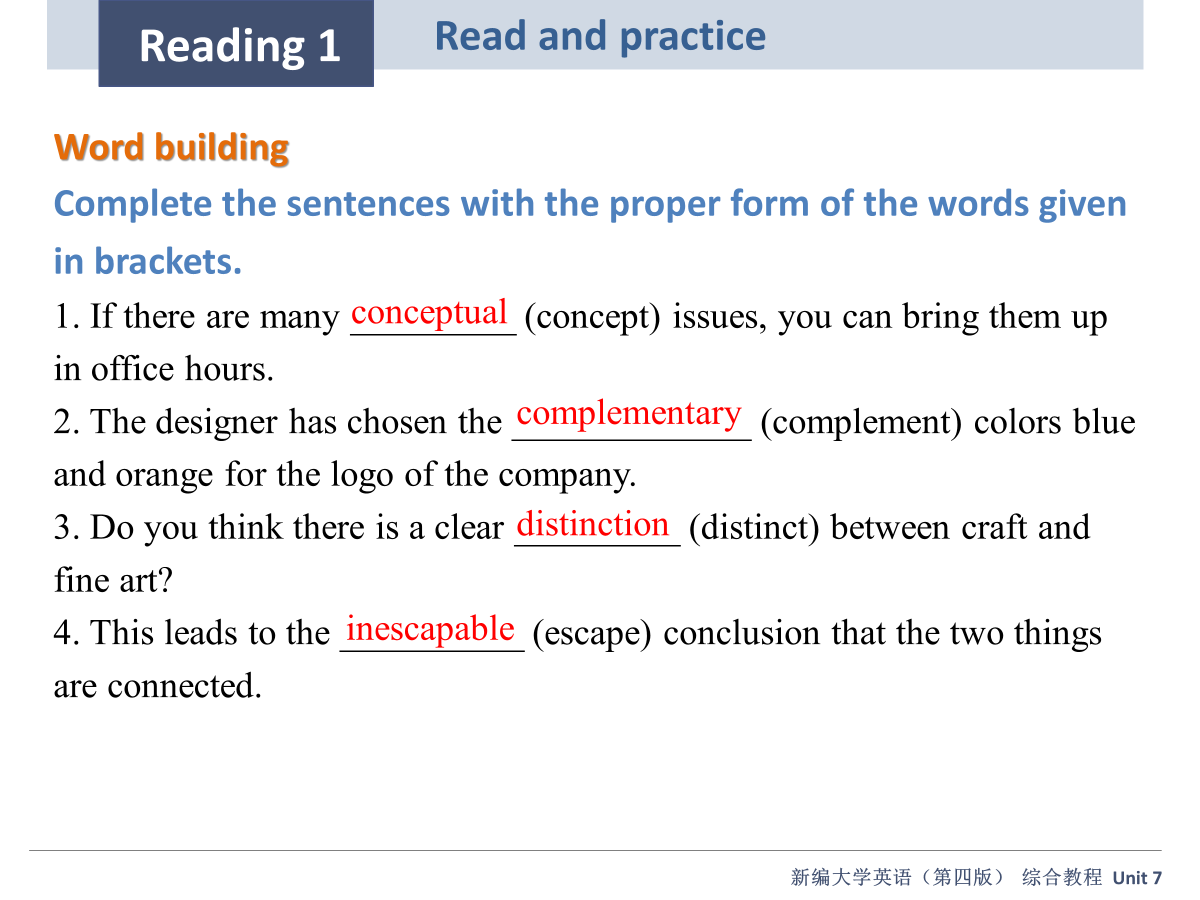 Reading 1
Read and practice
Word building
Complete the sentences with the proper form of the words given
in brackets.
1. If there are many conceptual (concept) issues, you can bring them up
in office hours.
2. The designer has chosen the complementary (complement) colors blue
and orange for the logo of the company.
3. Do you think there is a clear distinction (distinct) between craft and
fine art?
4. This leads to the inescapable (escape) conclusion that the two things
are connected.
新编大学英语（第四版） 综合教程 Unit 7